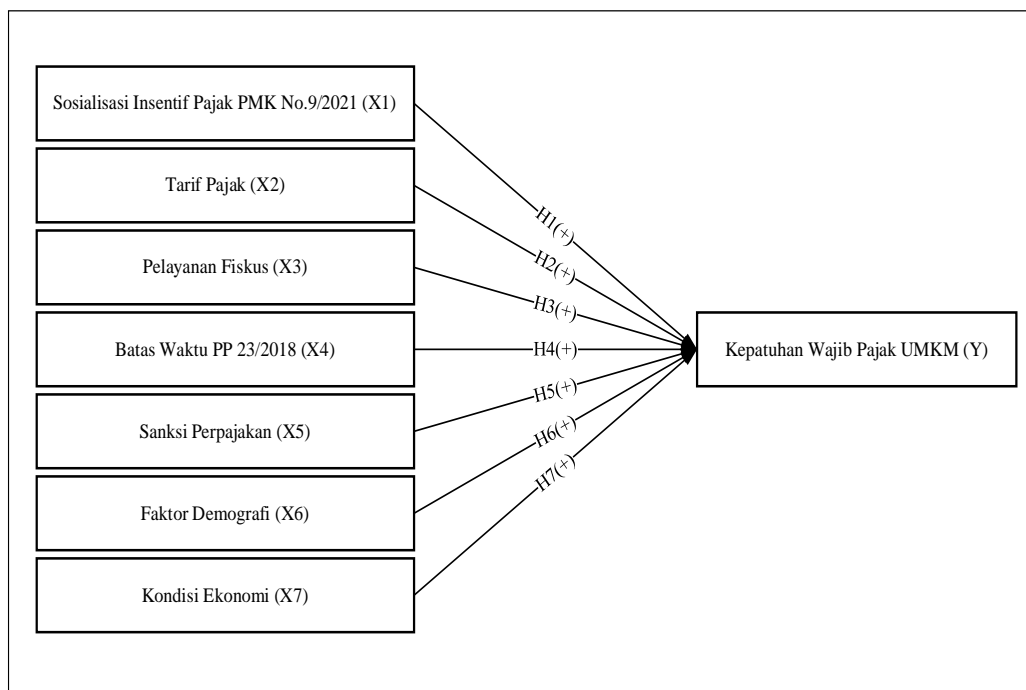 Sosialisasi Insentif Pajak PMK No.9/2021 (X1)
Tarif Pajak (X2)
Pelayanan Fiskus (X3)
Batas Waktu PP 23/2018 (X4)
Sanksi Perpajakan (X5)
Faktor Demografi (X6)
Kondisi Ekonomi (X7)
H1(+)
H2(+)
H3(+)
H4(+)
H5(+)
H6(+)
H7(+)
Kepatuhan Wajib Pajak UMKM (Y)